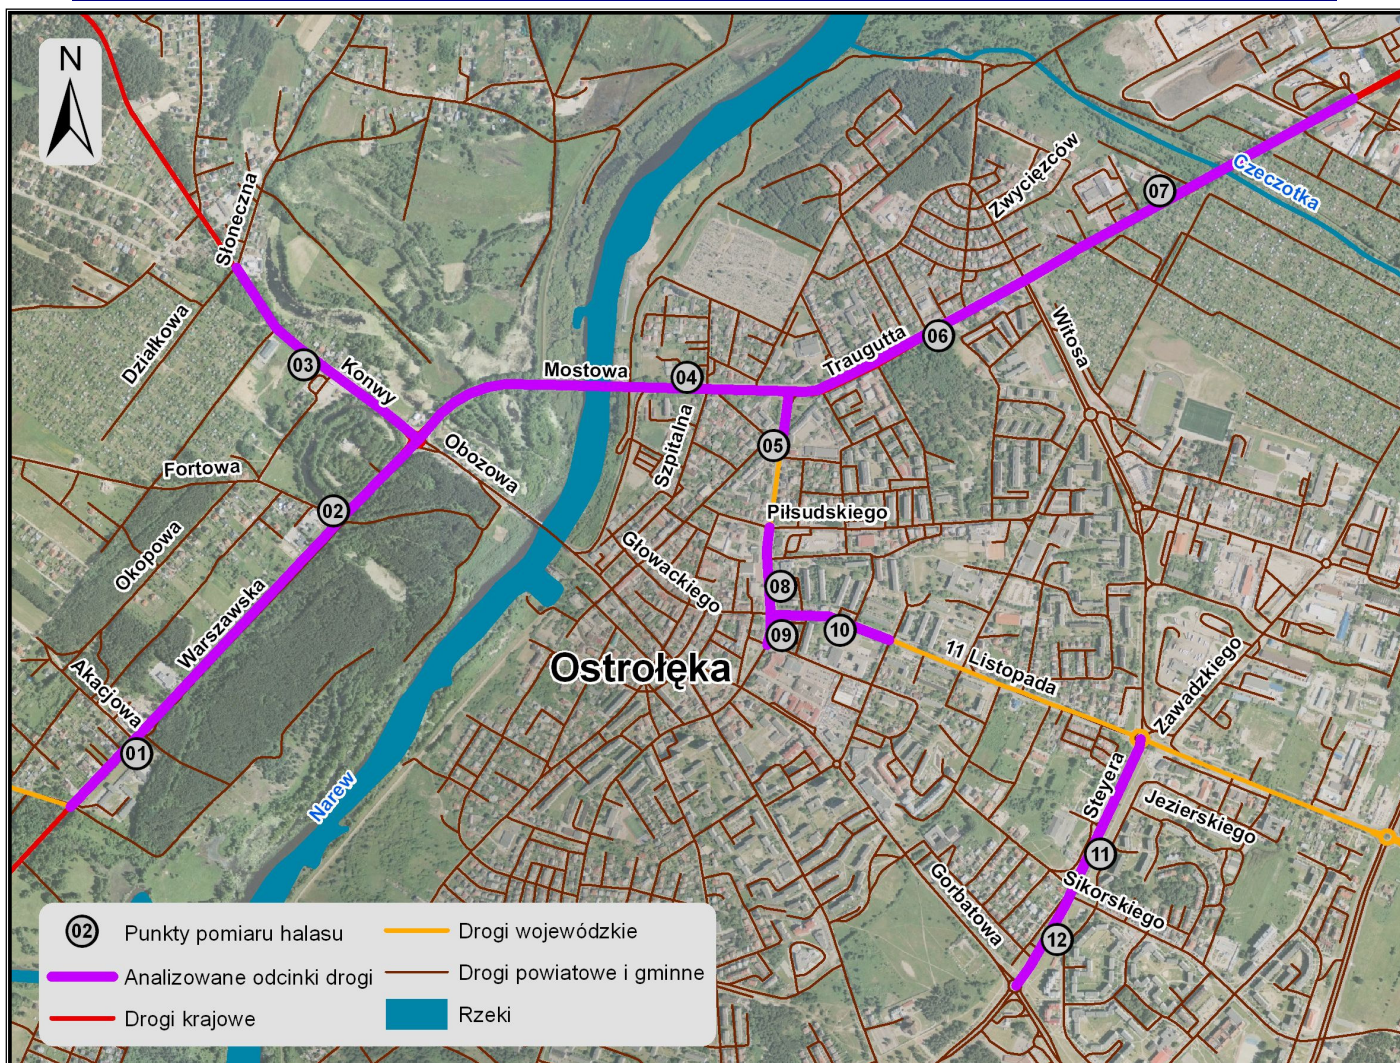 N
Słoneczna
Zwycięzców
07
Czeczotka
Działkowa
03
Konwy
Mostowa
04
Traugutta
06
Witosa
Obozowa
Szpitalna
05
Fortowa
02
Piłsudskiego
Okopowa
Głowackiego
08
Warszawska
09
10
Ostrołęka
11 Listopada
Zawadzkiego
Akacjowa
01
Narew
Steyera
Jezierskiego
11
Sikorskiego
Gorbatowa
12
02 Punkty pomiaru hałasu
Analizowane odcinki drogi
Drogi krajowe
Drogi wojewódzkie
Drogi powiatowe i gminne
Rzeki